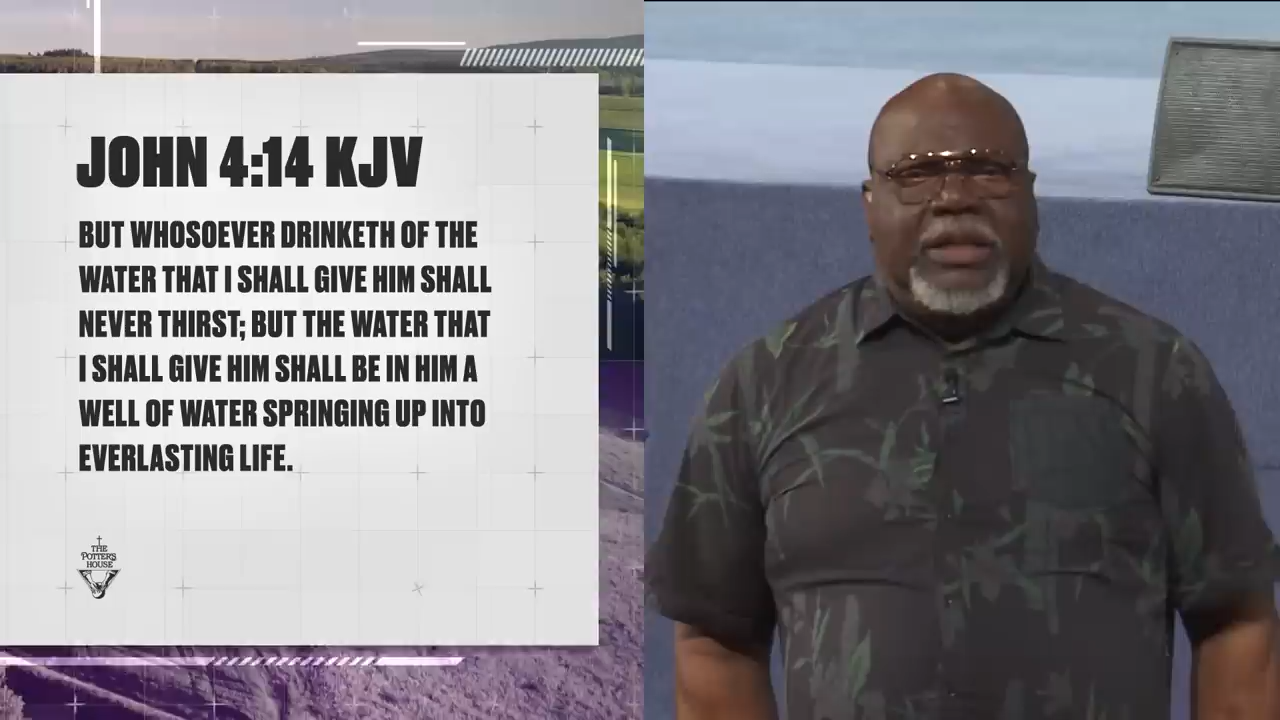 JOHN 4:14 KJV
BUT WHOSOEVER DRINKETH OF THE
WATER THAT I SHALL GIVE HIM SHALL
NEVER THIRST; BUT THE WATER THAT
I SHALL GIVE HIM SHALL BE IN HIM A
WELL OF WATER SPRINGING UP INTO
EVERLASTING LIFE.
THE
POTTER'S
HOUSE